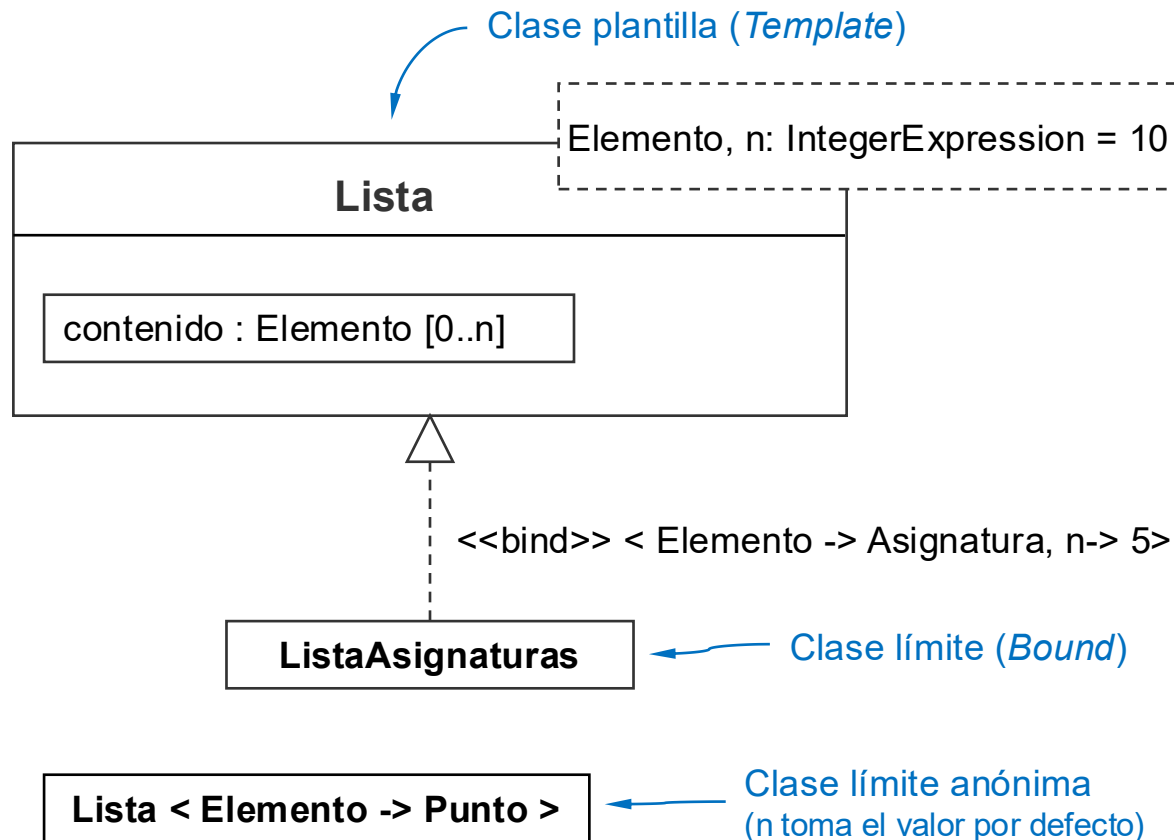 Clase plantilla (Template)
Elemento, n: IntegerExpression = 10
Lista
contenido : Elemento [0..n]
<<bind>> < Elemento -> Asignatura, n-> 5>
ListaAsignaturas
Clase límite (Bound)
Lista < Elemento -> Punto >
Clase límite anónima
(n toma el valor por defecto)